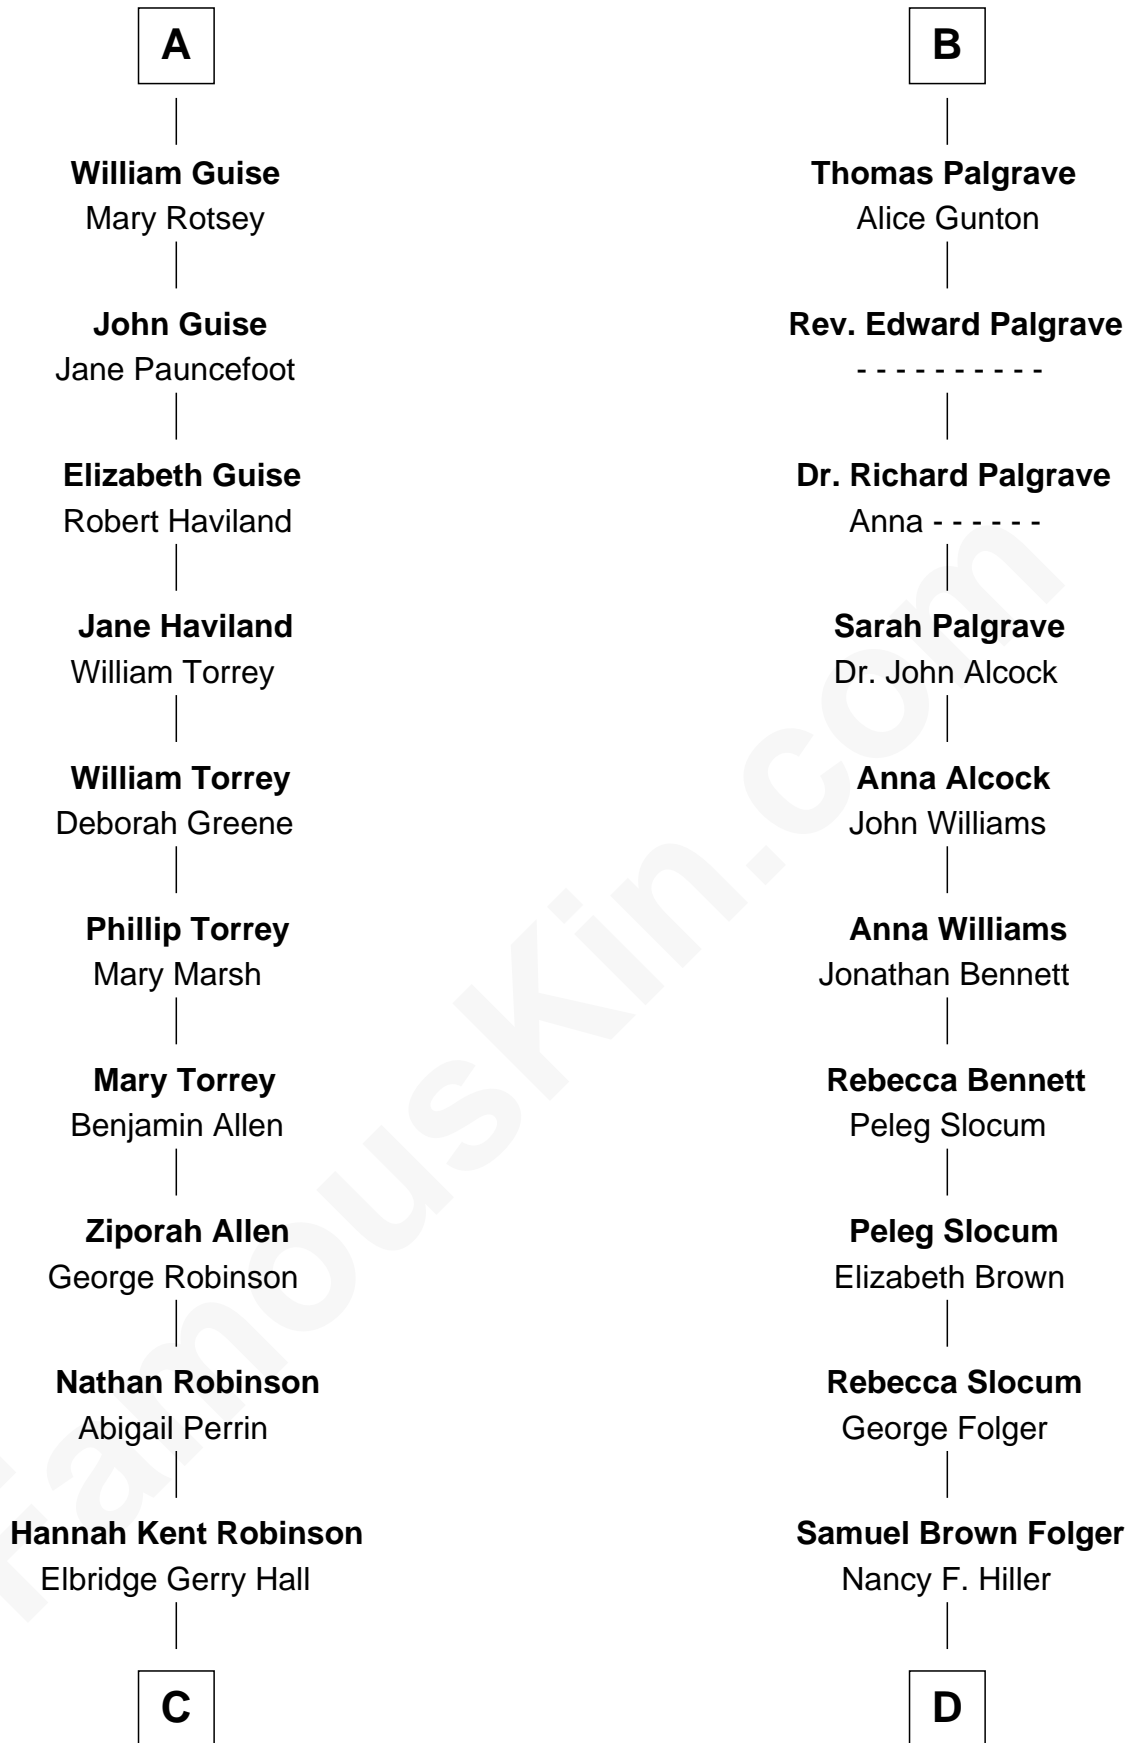 A
William Guise
Mary Rotsey
John Guise
Jane Pauncefoot
Elizabeth Guise
Robert Haviland
Jane Haviland
William Torrey
William Torrey
Deborah Greene
Phillip Torrey
Mary Marsh
Mary Torrey
Benjamin Allen
Ziporah Allen
George Robinson
Nathan Robinson
Abigail Perrin
Hannah Kent Robinson
Elbridge Gerry Hall
C
B
Thomas Palgrave
Alice Gunton
Rev. Edward Palgrave
- - - - - - - - - -
Dr. Richard Palgrave
Anna - - - - - -
Sarah Palgrave
Dr. John Alcock
Anna Alcock
John Williams
Anna Williams
Jonathan Bennett
Rebecca Bennett
Peleg Slocum
Peleg Slocum
Elizabeth Brown
Rebecca Slocum
George Folger
Samuel Brown Folger
Nancy F. Hiller
D
FamousKin.com